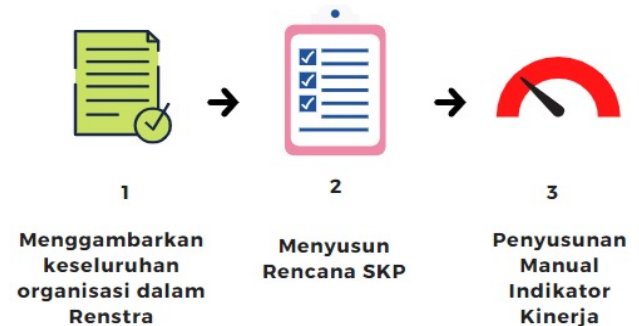 1
Menggambarkan
keseluruhan
organisasi dalam
Renstra
2
Menyusun
Rencana SKP
3
Penyusunan
Manual
Indikator
Kinerja